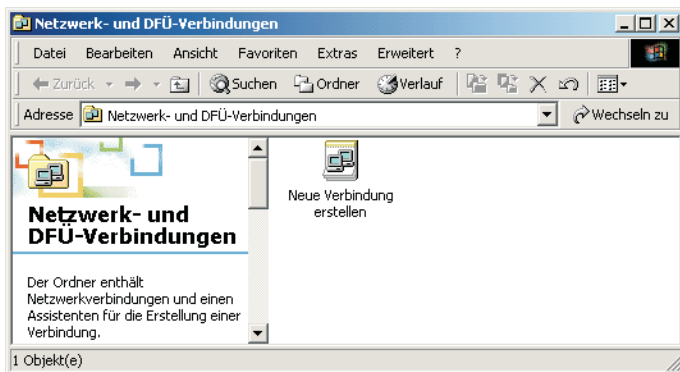 Netzwerk- und DFÜ-Verbindungen
Datei Bearbeiten Ansicht Favoriten Extras Erweitert ?
Zurück Suchen Ordner Verlauf
Adresse Netzwerk- und DFÜ-Verbindungen Wechseln zu
Netzwerk- und
DFÜ-Verbindungen
Der Ordner enthält
Netzwerkverbindungen und einen
Assistenten für die Erstellung einer
Verbindung.
Neue Verbindung
erstellen
1 Objekt(e)